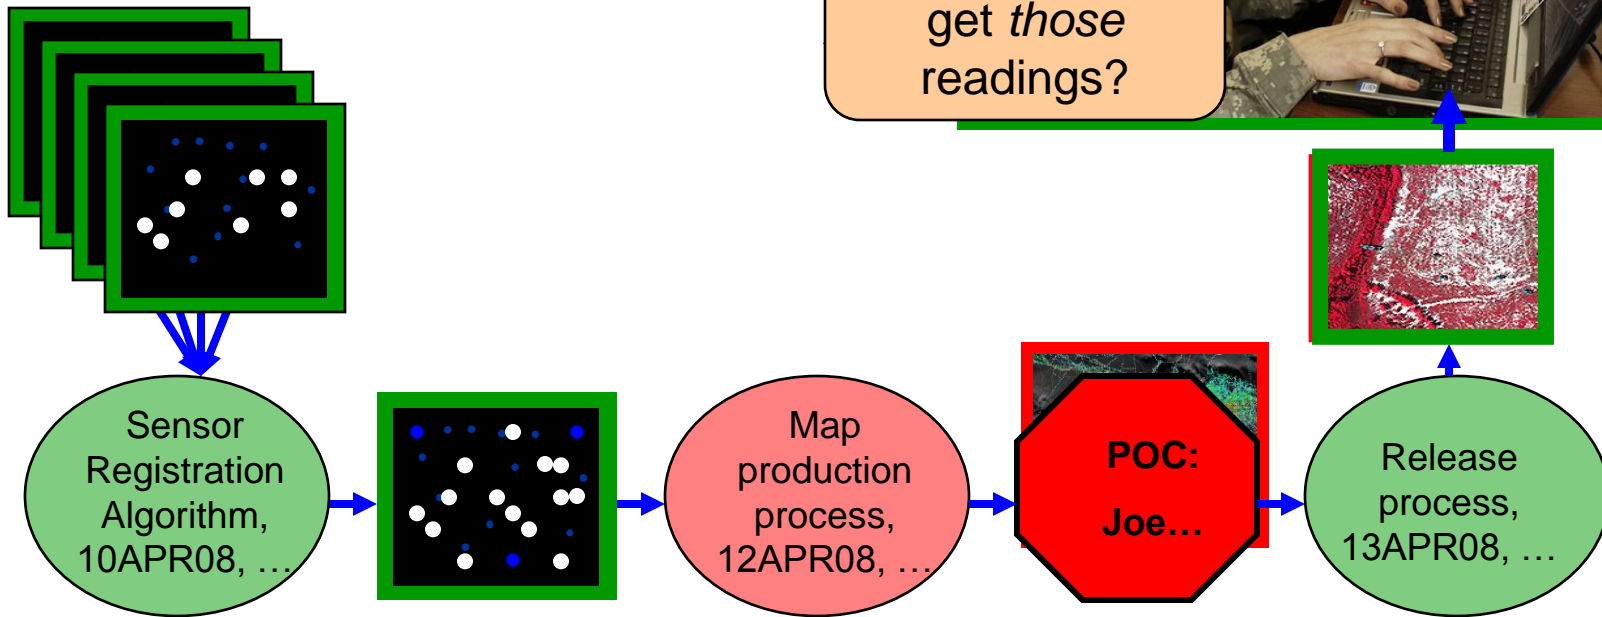 get those
readings?
Sensor
Registration
Algorithm,
10APR08, …
Map
production
process,
12APR08, …
POC:
Joe…
Release
process,
13APR08, …